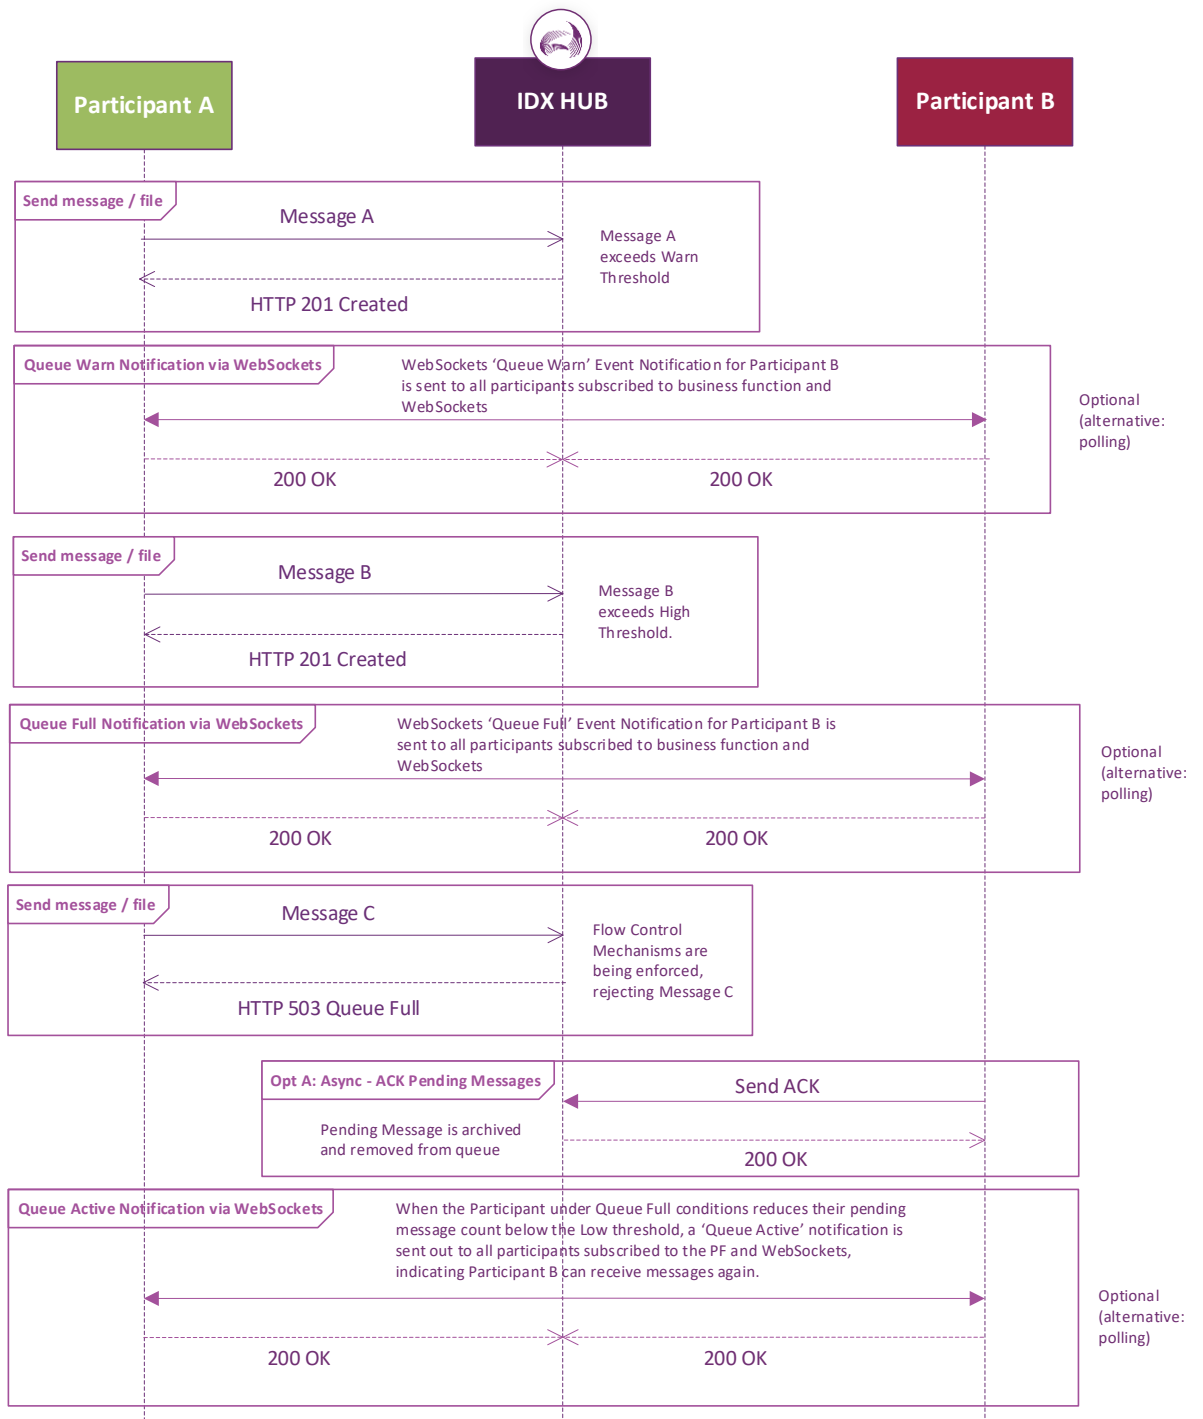 Participant A
IDX HUB
Participant B
Send message / file
Message A
Message A
exceeds Warn
Threshold
HTTP 201 Created
Queue Warn Notification via WebSockets
WebSockets ‘Queue Warn’ Event Notification for Participant B
is sent to all participants subscribed to business function and
WebSockets
Optional
(alternative:
polling)
200 OK
200 OK
Send message / file
Message B
Message B
exceeds High
Threshold.
HTTP 201 Created
Queue Full Notification via WebSockets
WebSockets ‘Queue Full’ Event Notification for Participant B is
sent to all participants subscribed to business function and
WebSockets
Optional
(alternative:
polling)
200 OK
200 OK
Send message / file
Message C
Flow Control
Mechanisms are
being enforced,
rejecting Message C
HTTP 503 Queue Full
Opt A: Async - ACK Pending Messages
Send ACK
Pending Message is archived
and removed from queue
200 OK
Queue Active Notification via WebSockets
When the Participant under Queue Full conditions reduces their pending
message count below the Low threshold, a ‘Queue Active’ notification is
sent out to all participants subscribed to the PF and WebSockets,
indicating Participant B can receive messages again.
Optional
(alternative:
polling)
200 OK
200 OK